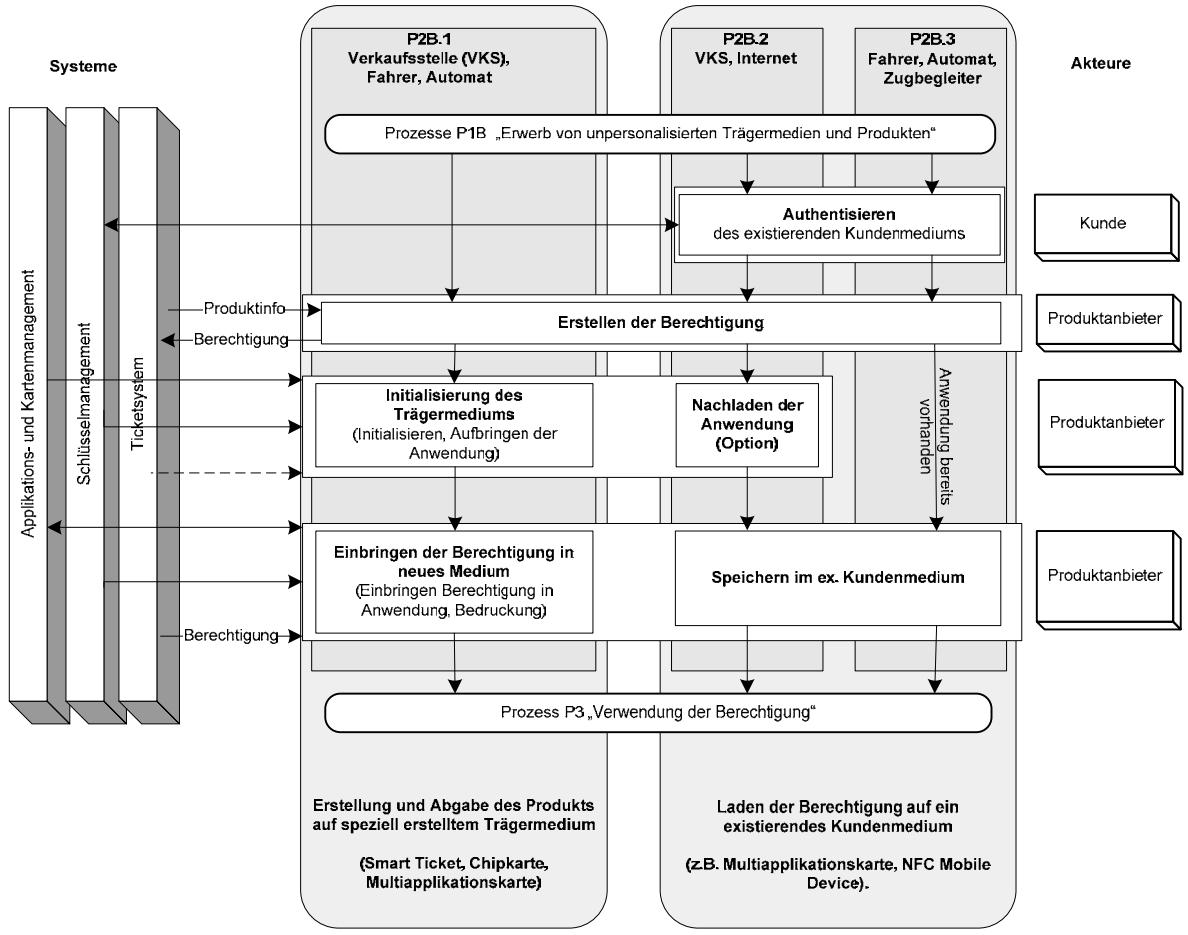 Systeme
P2B.1
Verkaufsstelle (VKS),
Fahrer, Automat
P2B.2
VKS, Internet
P2B.3
Fahrer, Automat,
Zugbegleiter
Akteure
Prozesse P1B „Erwerb von unpersonalisierten Trägermedien und Produkten“
Authentisieren
des existierenden Kundenmediums
Kunde
Produktinfo
Berechtigung
Erstellen der Berechtigung
Produktanbieter
Applikations- und Kartenmanagement
Schlüsselmanagement
Ticketsystem
Initialisierung des
Trägermediums
(Initialisieren, Aufbringen der
Anwendung)
Nachladen der
Anwendung
(Option)
Anwendung bereits
vorhanden
Produktanbieter
Einbringen der Berechtigung in
neues Medium
(Einbringen Berechtigung in
Anwendung, Bedruckung)
Speichern im ex. Kundenmedium
Produktanbieter
Berechtigung
Prozess P3 „Verwendung der Berechtigung“
Erstellung und Abgabe des Produkts
auf speziell erstelltem Trägermedium
(Smart Ticket, Chipkarte,
Multiapplikationskarte)
Laden der Berechtigung auf ein
existierendes Kundenmedium
(z.B. Multiapplikationskarte, NFC Mobile
Device).